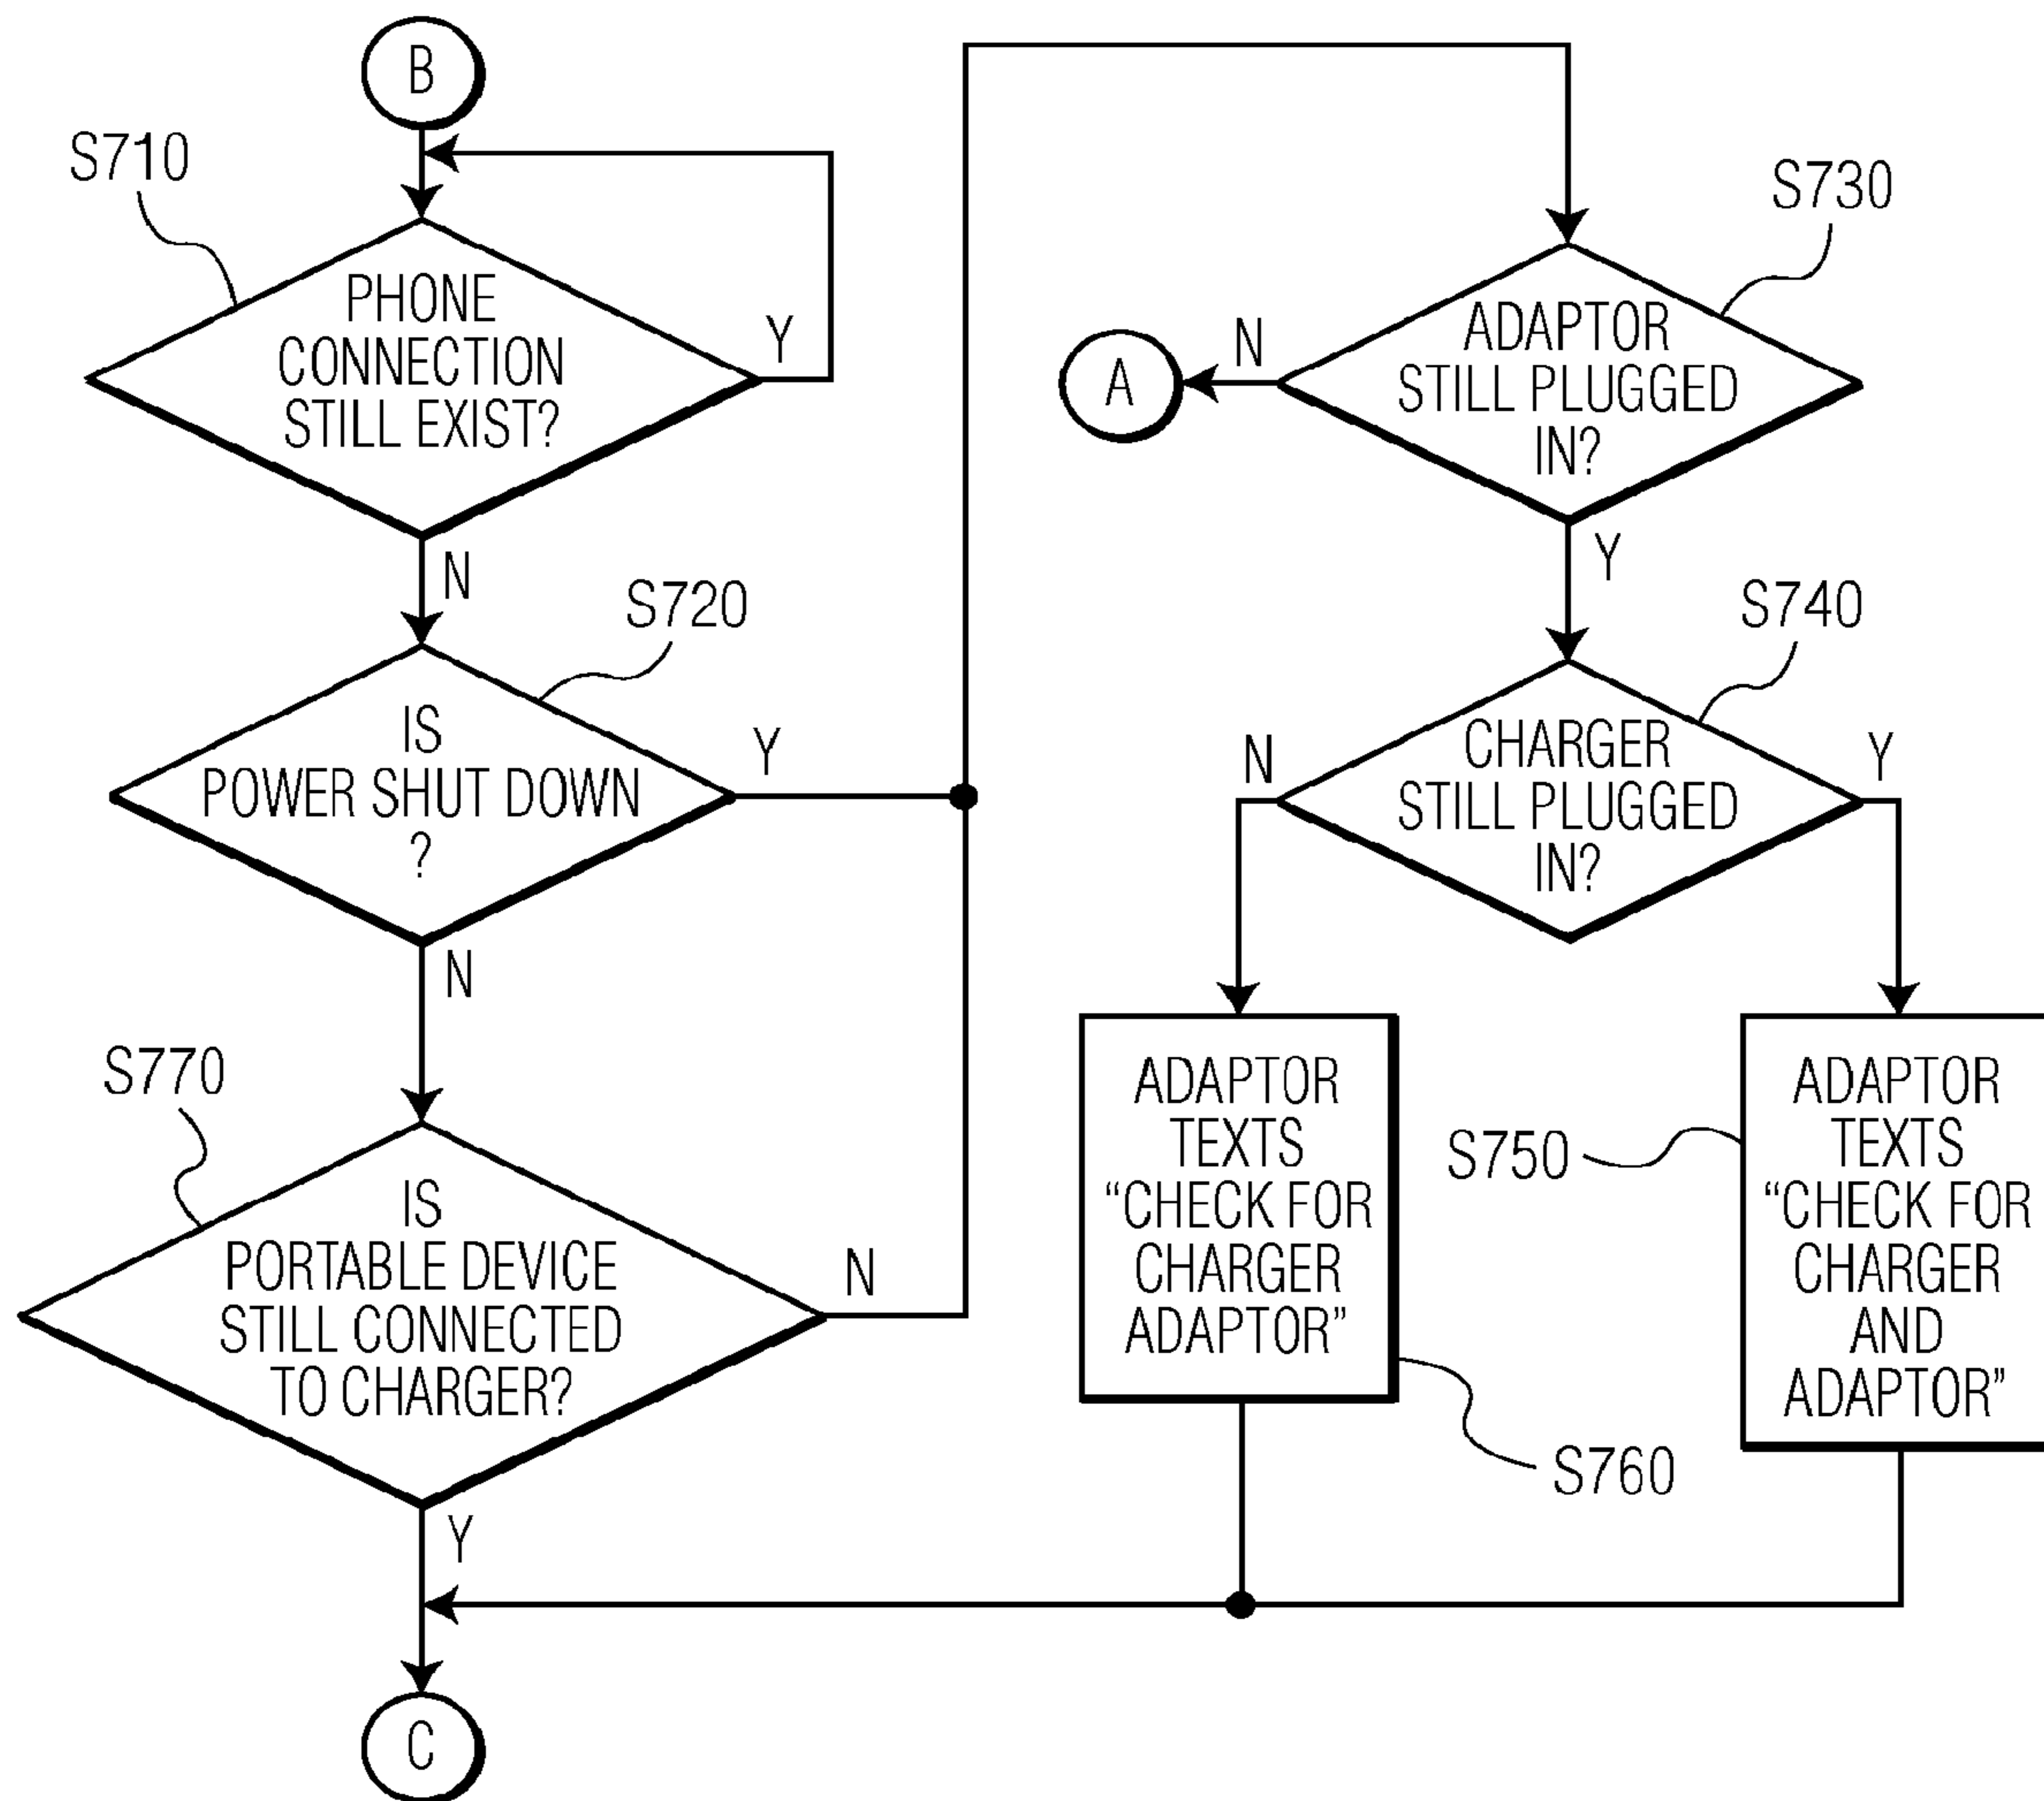 B
S710
PHONE
CONNECTION
STILL EXIST?
Y
N
S720
IS
POWER SHUT DOWN
?
Y
N
S770
IS
PORTABLE DEVICE
STILL CONNECTED
TO CHARGER?
N
Y
C
S730
ADAPTOR
STILL PLUGGED
IN?
N
A
Y
S740
CHARGER
STILL PLUGGED
IN?
N
Y
ADAPTOR
TEXTS
“CHECK FOR
CHARGER
ADAPTOR”
S760
S750
ADAPTOR
TEXTS
“CHECK FOR
CHARGER
AND
ADAPTOR”